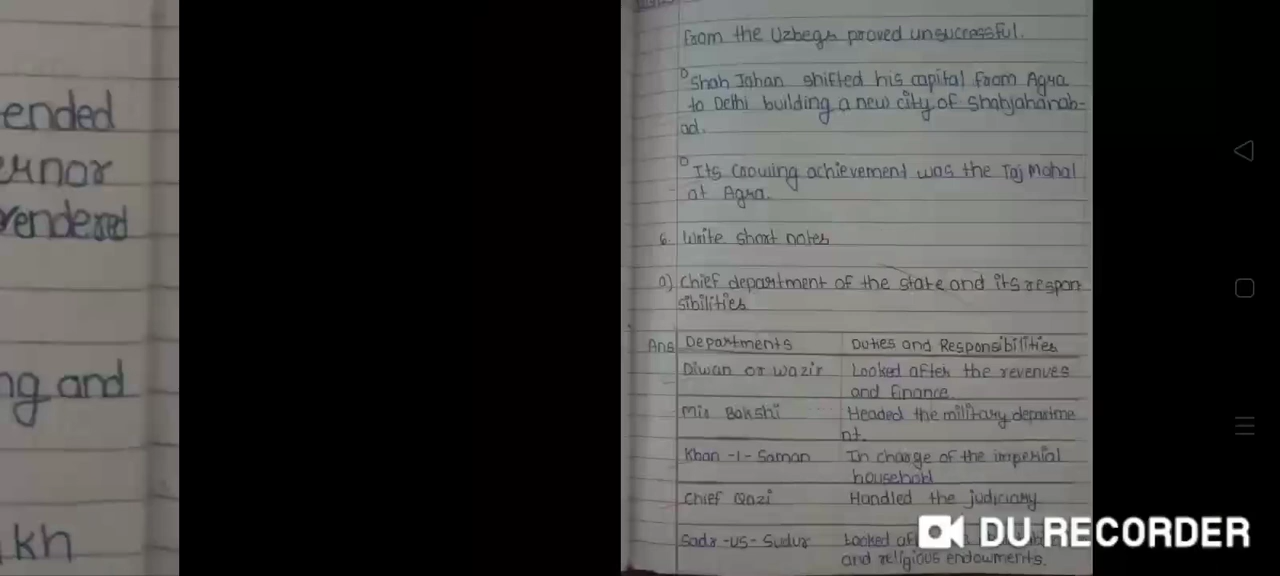 ended
rendered
ng and
kh
from the Uzbegs proved unsuccessful.
Shah Jahan shifted his capital from Agra
to Delhi building a new city of Shahjahanab-
ad.
Its crowing achievement was the Taj Mahal
at Agra.
6. Write short notes
a) Chief department of the state and its respon
sibilities
Ans Departments Duties and Responsibilities
Diwan or Wazir Looked after the revenues
and finance.
Mir Bakshi Headed the military departme
nt.
Khan-I-Saman In charge of the imperial
household
Chief Qazi Handled the judiciary
Sadr-us-Sudur Looked
and religious endowments.
DU RECORDER